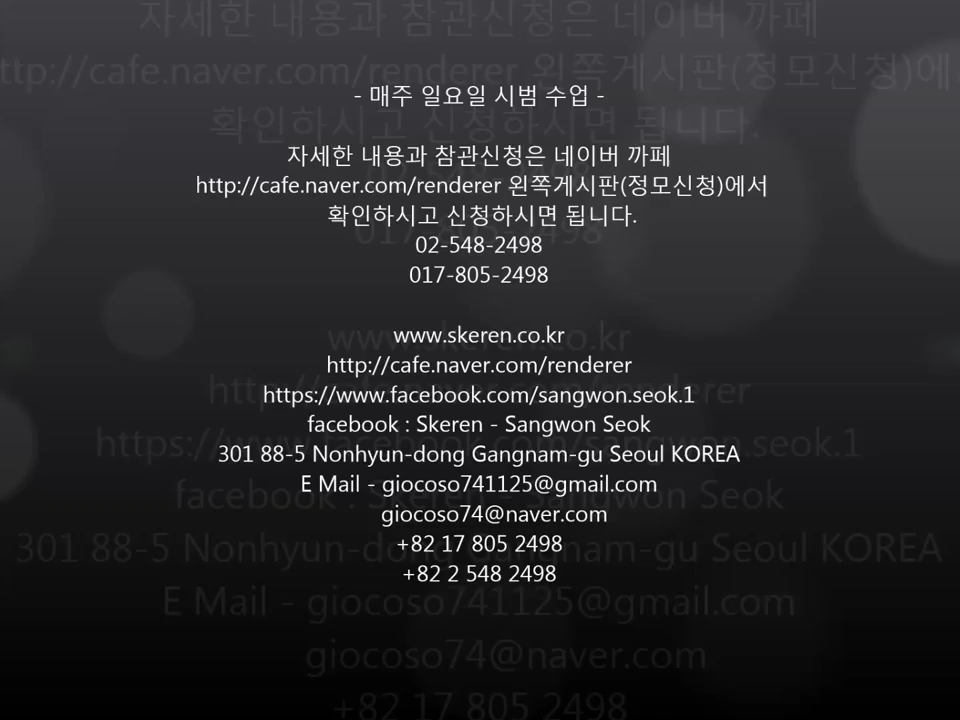 - 매주 일요일 시범 수업 -
자세한 내용과 참관신청은 네이버 까페
http://cafe.naver.com/renderer 왼쪽게시판(정모신청)에서
확인하시고 신청하시면 됩니다.
02-548-2498
017-805-2498
www.skeren.co.kr
http://cafe.naver.com/renderer
https://www.facebook.com/sangwon.seok.1
facebook : Skeren - Sangwon Seok
301 88-5 Nonhyun-dong Gangnam-gu Seoul KOREA
E Mail - giocoso741125@gmail.com
giocoso74@naver.com
+82 17 805 2498
+82 2 548 2498